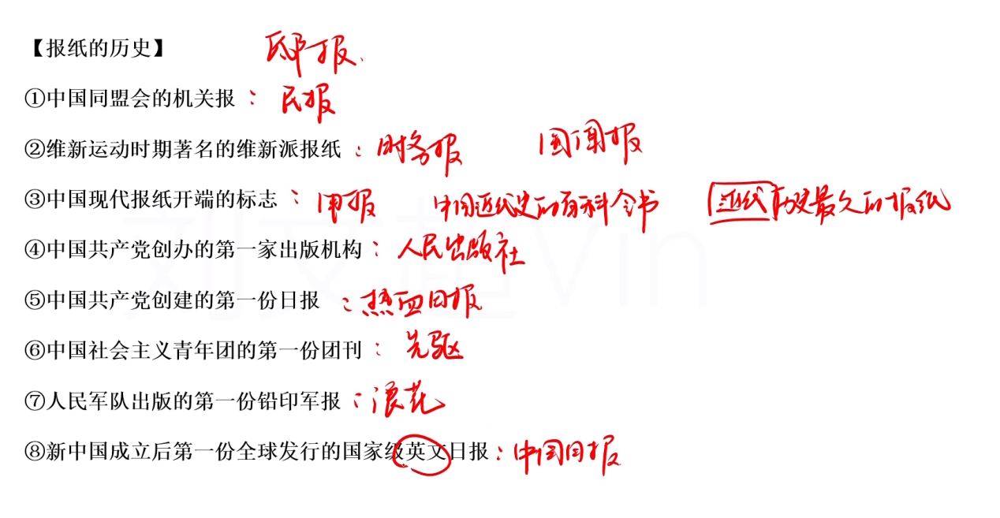 【报纸的历史】 邸报
①中国同盟会的机关报：民报
②维新运动时期著名的维新派报纸：时务报 国闻报
③中国现代报纸开端的标志：申报 中国近代史的百科全书 近代历史最久的报纸
④中国共产党创办的第一家出版机构：人民出版社
⑤中国共产党创建的第一份日报：热血日报
⑥中国社会主义青年团的第一份团刊：先驱
⑦人民军队出版的第一份铅印军报：浪花
⑧新中国成立后第一份全球发行的国家级英文日报：中国日报